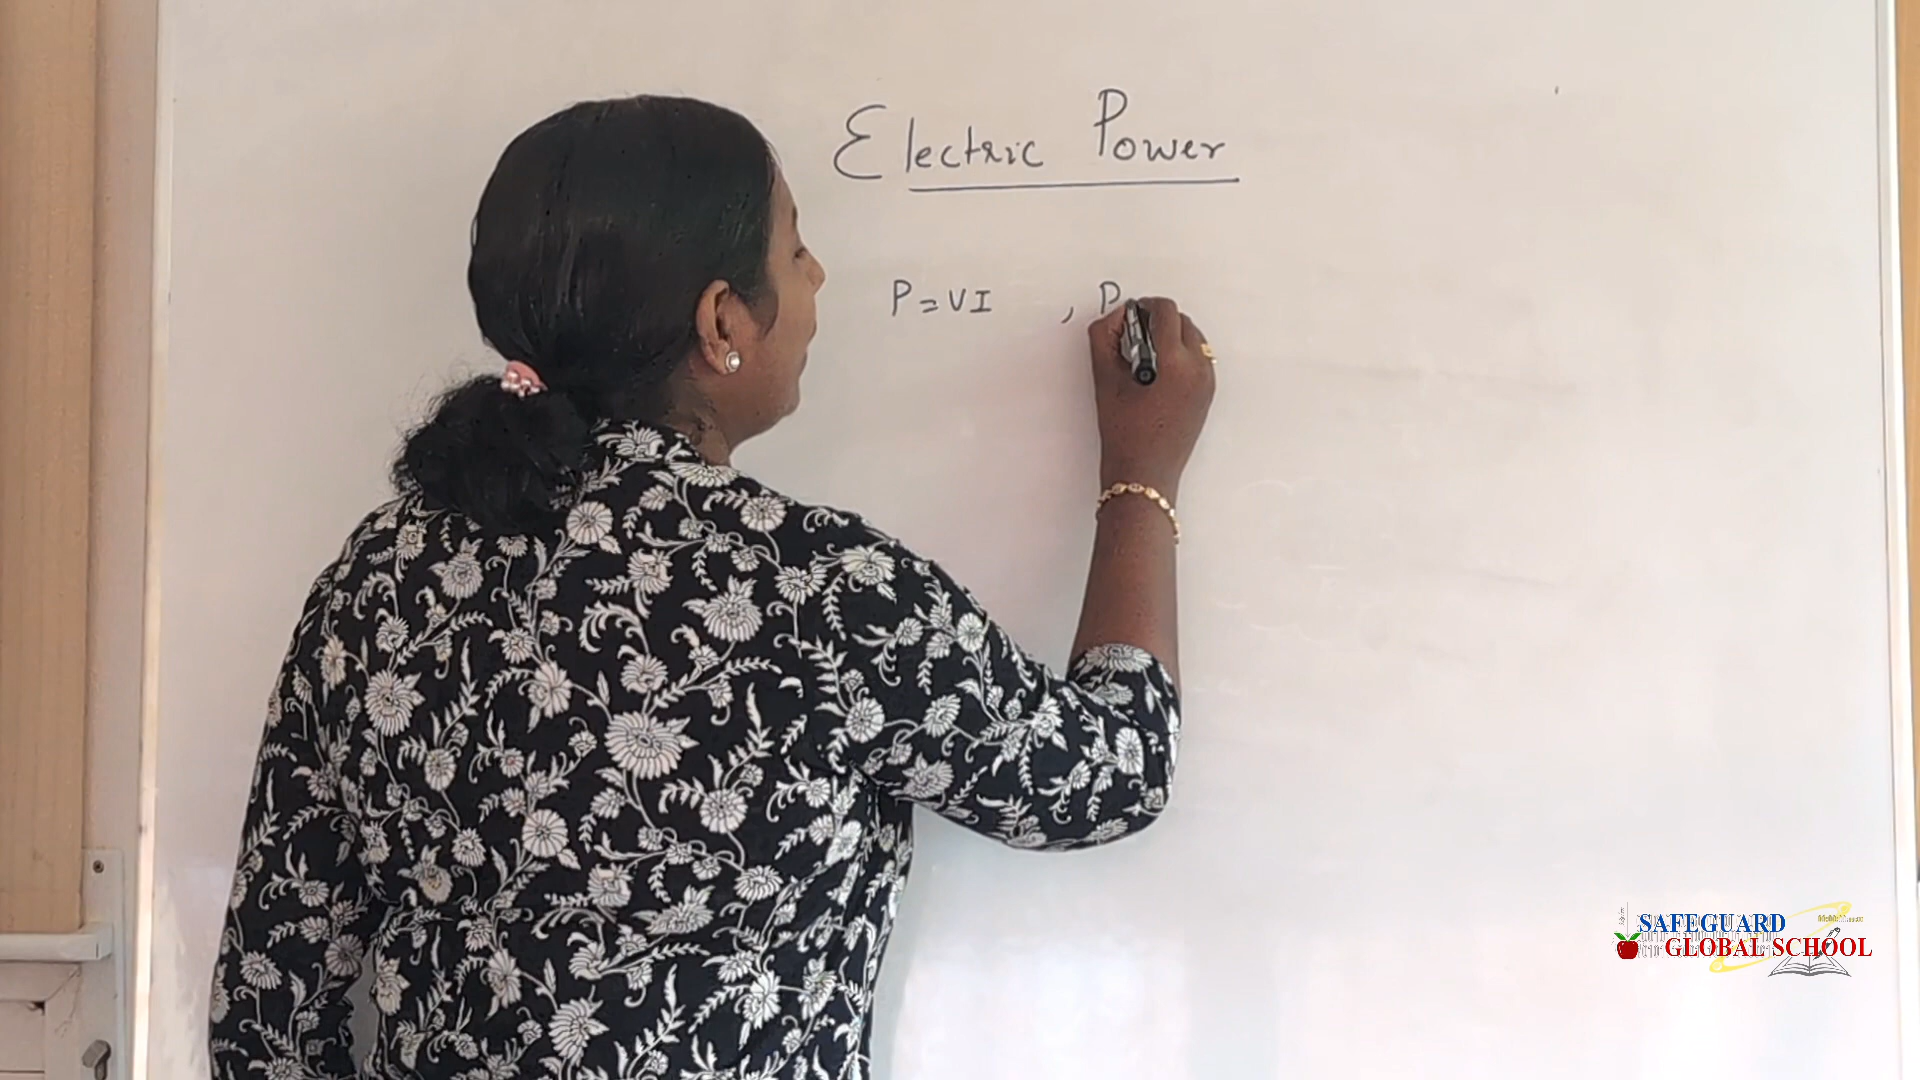 Electric Power
P = VI , P
SAFEGUARD
GLOBAL SCHOOL